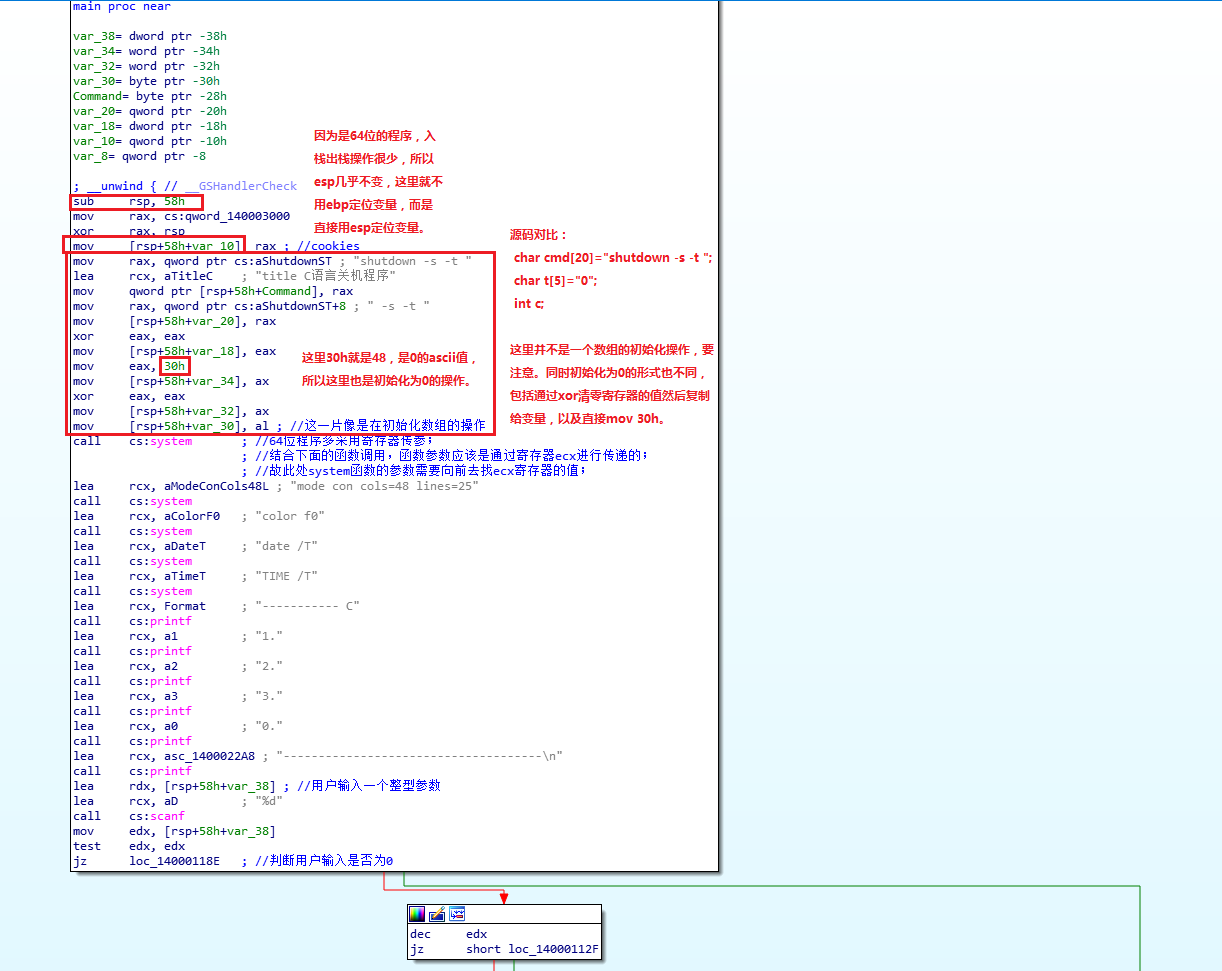 main proc near
var_38= dword ptr -38h
var_34= word ptr -34h
var_32= word ptr -32h
var_30= byte ptr -30h
Command= byte ptr -28h
var_20= qword ptr -20h
var_18= dword ptr -18h
var_10= qword ptr -10h
var_8= qword ptr -8
因为是64位的程序，入
栈出栈操作很少，所以
esp几乎不变，这里就不
用ebp定位变量，而是
直接用esp定位变量。
; __unwind { // __GSHandlerCheck
sub rsp, 58h
mov rax, cs:qword_140003000
xor rax, rsp
mov [rsp+58h+var_10], rax ; //cookies
mov rax, qword ptr cs:aShutdownST ; "shutdown -s -t "
lea rcx, aTitleC ; "title C语言关机程序"
mov qword ptr [rsp+58h+Command], rax
mov rax, qword ptr cs:aShutdownST+8 ; " -s -t "
mov [rsp+58h+var_20], rax
xor eax, eax
mov [rsp+58h+var_18], eax
mov eax, 30h
mov [rsp+58h+var_34], ax
xor eax, eax
mov [rsp+58h+var_32], ax
mov [rsp+58h+var_30], al ; //这一片像是在初始化数组的操作
这里30h就是48，是0的ascii值，
所以这里也是初始化为0的操作。
源码对比：
char cmd[20]="shutdown -s -t ";
char t[5]="0";
int c;
这里并不是一个数组的初始化操作，要
注意。同时初始化为0的形式也不同，
包括通过xor清零寄存器的值然后复制
给变量，以及直接mov 30h。
call cs:system ; //64位程序多采用寄存器传参；
; //结合下面的函数调用，函数参数应该是通过寄存器ecx进行传递的；
; //故此处system函数的参数需要向前去找ecx寄存器的值；
lea rcx, aModeConCols48L ; "mode con cols=48 lines=25"
call cs:system
lea rcx, aColorF0 ; "color f0"
call cs:system
lea rcx, aDateT ; "date /T"
call cs:system
lea rcx, aTimeT ; "TIME /T"
call cs:system
lea rcx, Format ; "----------- C"
call cs:printf
lea rcx, a1 ; "1."
call cs:printf
lea rcx, a2 ; "2."
call cs:printf
lea rcx, a3 ; "3."
call cs:printf
lea rcx, a0 ; "0."
call cs:printf
lea rcx, asc_1400022A8 ; "-------------------------------------\n"
call cs:printf
lea rdx, [rsp+58h+var_38] ; //用户输入一个整型参数
lea rcx, aD ; "%d"
call cs:scanf
mov edx, [rsp+58h+var_38]
test edx, edx
jz loc_14000118E ; //判断用户输入是否为0
dec edx
jz short loc_14000112F